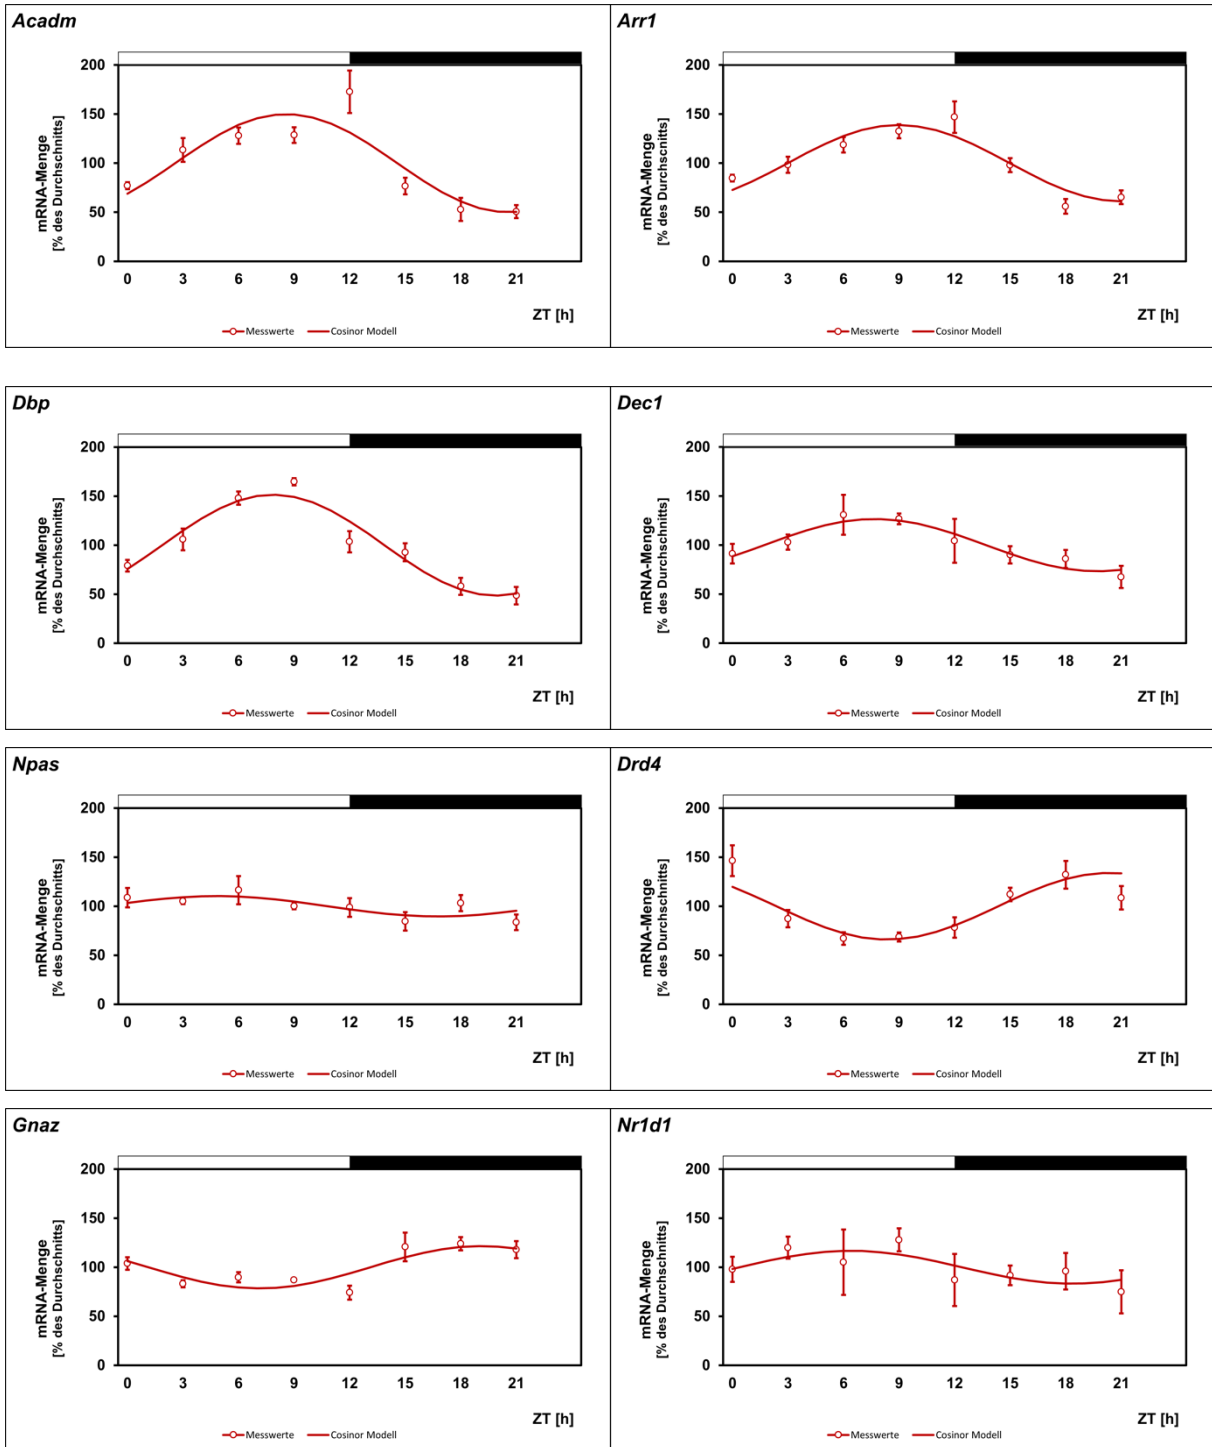 Acadm
mRNA-Menge
[% des Durchschnitts]
200
150
100
50
0
0 3 6 9 12 15 18 21
ZT [h]
Messwerte Cosinor Modell
Arr1
mRNA-Menge
[% des Durchschnitts]
200
150
100
50
0
0 3 6 9 12 15 18 21
ZT [h]
Messwerte Cosinor Modell
Dbp
mRNA-Menge
[% des Durchschnitts]
200
150
100
50
0
0 3 6 9 12 15 18 21
ZT [h]
Messwerte Cosinor Modell
Dec1
mRNA-Menge
[% des Durchschnitts]
200
150
100
50
0
0 3 6 9 12 15 18 21
ZT [h]
Messwerte Cosinor Modell
Npas
mRNA-Menge
[% des Durchschnitts]
200
150
100
50
0
0 3 6 9 12 15 18 21
ZT [h]
Messwerte Cosinor Modell
Drd4
mRNA-Menge
[% des Durchschnitts]
200
150
100
50
0
0 3 6 9 12 15 18 21
ZT [h]
Messwerte Cosinor Modell
Gnaz
mRNA-Menge
[% des Durchschnitts]
200
150
100
50
0
0 3 6 9 12 15 18 21
ZT [h]
Messwerte Cosinor Modell
Nr1d1
mRNA-Menge
[% des Durchschnitts]
200
150
100
50
0
0 3 6 9 12 15 18 21
ZT [h]
Messwerte Cosinor Modell